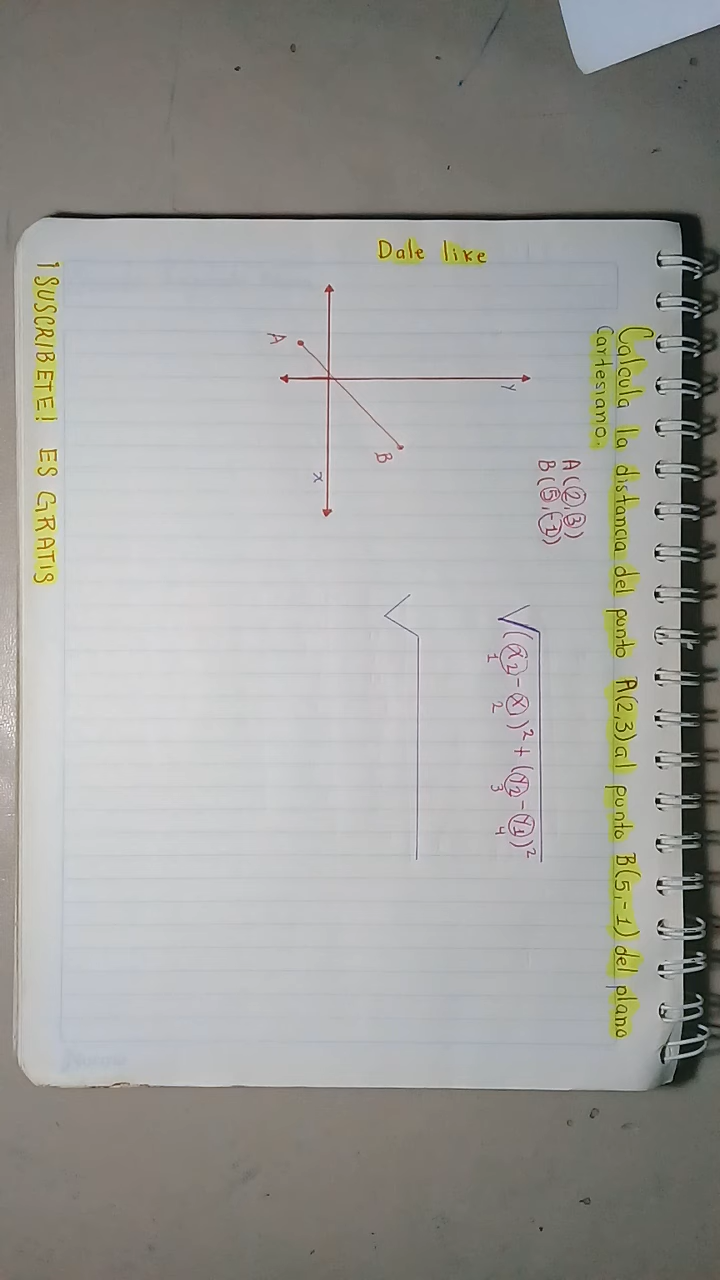 Calcula la distancia del punto A(2,3) al punto B(5,-1) del plano
Cartesiano.
Dale like
A(2,3)
B(5,-1)
√(x2-x1)²+(y2-y1)²
1 2 3 4
y
A
B
x
√
¡SUSCRIBETE! ES GRATIS